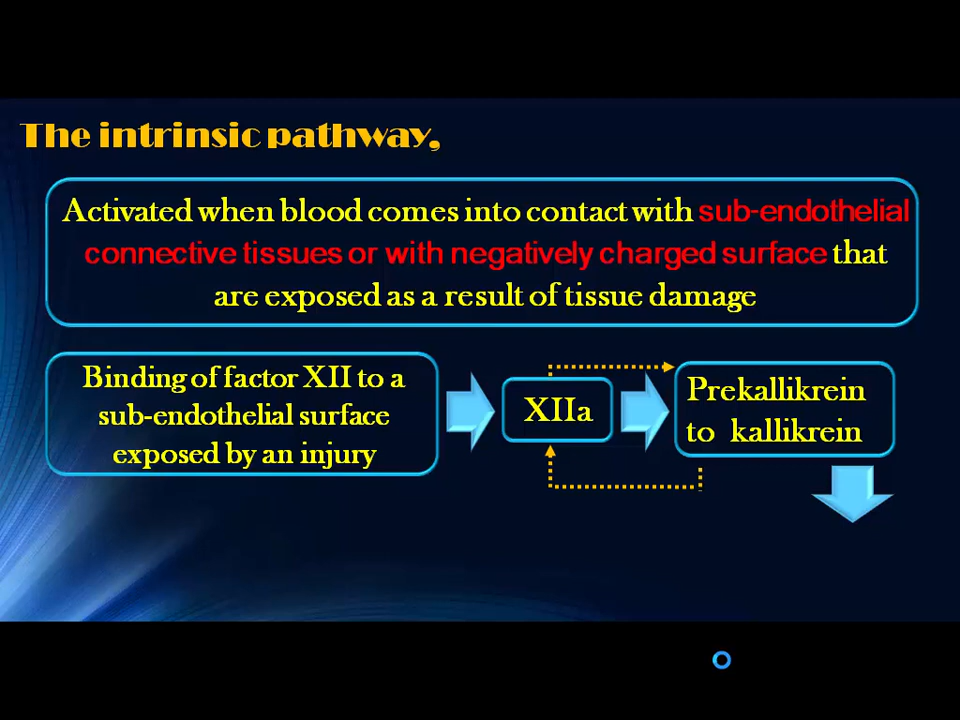 The intrinsic pathway,
Activated when blood comes into contact with sub-endothelial
connective tissues or with negatively charged surface that
are exposed as a result of tissue damage
Binding of factor XII to a
sub-endothelial surface
exposed by an injury
XIIa
Prekallikrein
to kallikrein